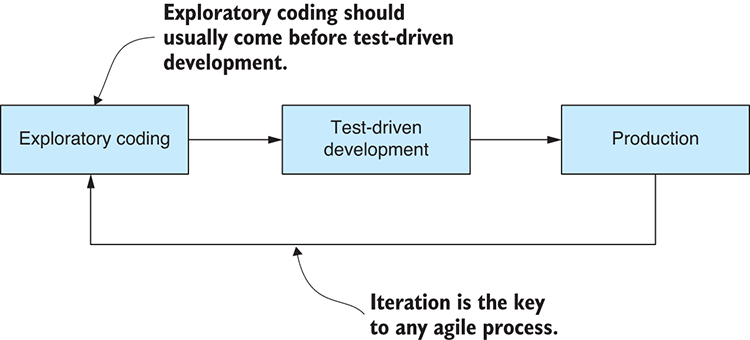 Exploratory coding should
usually come before test-driven
development.
Exploratory coding
Test-driven
development
Production
Iteration is the key
to any agile process.